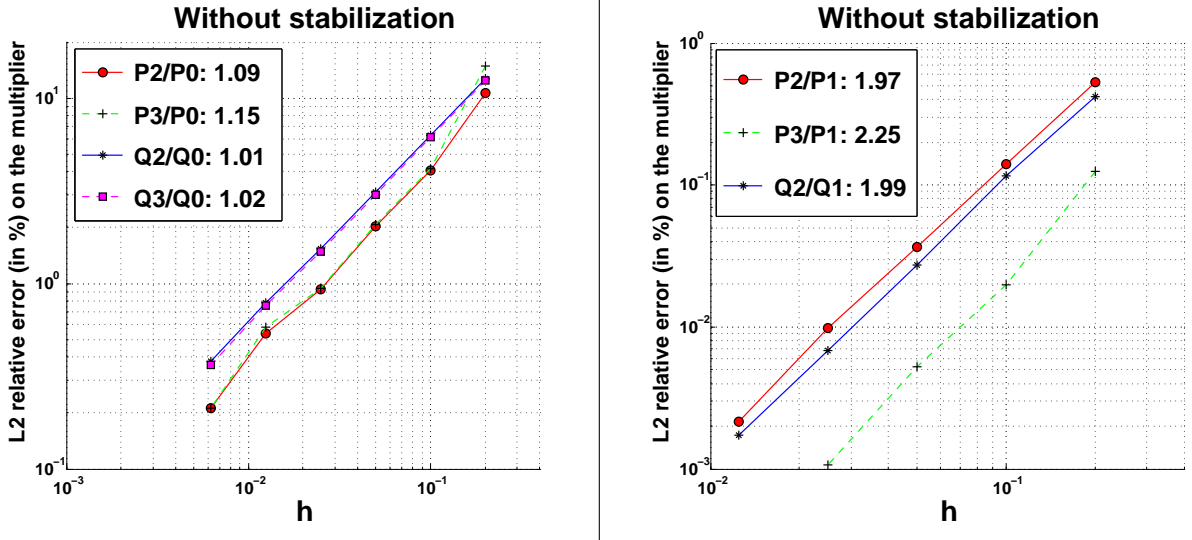 Without stabilization
L2 relative error (in %) on the multiplier
P2/P0: 1.09
P3/P0: 1.15
Q2/Q0: 1.01
Q3/Q0: 1.02
10^1
10^0
10^-1
10^-3
10^-2
10^-1
h
Without stabilization
L2 relative error (in %) on the multiplier
P2/P1: 1.97
P3/P1: 2.25
Q2/Q1: 1.99
10^0
10^-1
10^-2
10^-3
10^-2
10^-1
h